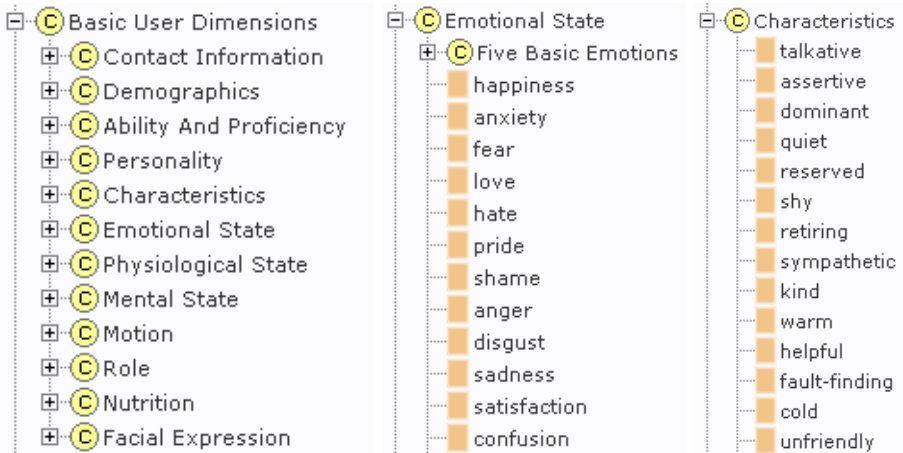 Basic User Dimensions
Contact Information
Demographics
Ability And Proficiency
Personality
Characteristics
Emotional State
Physiological State
Mental State
Motion
Role
Nutrition
Facial Expression
Emotional State
Five Basic Emotions
happiness
anxiety
fear
love
hate
pride
shame
anger
disgust
sadness
satisfaction
confusion
Characteristics
talkative
assertive
dominant
quiet
reserved
shy
retiring
sympathetic
kind
warm
helpful
fault-finding
cold
unfriendly